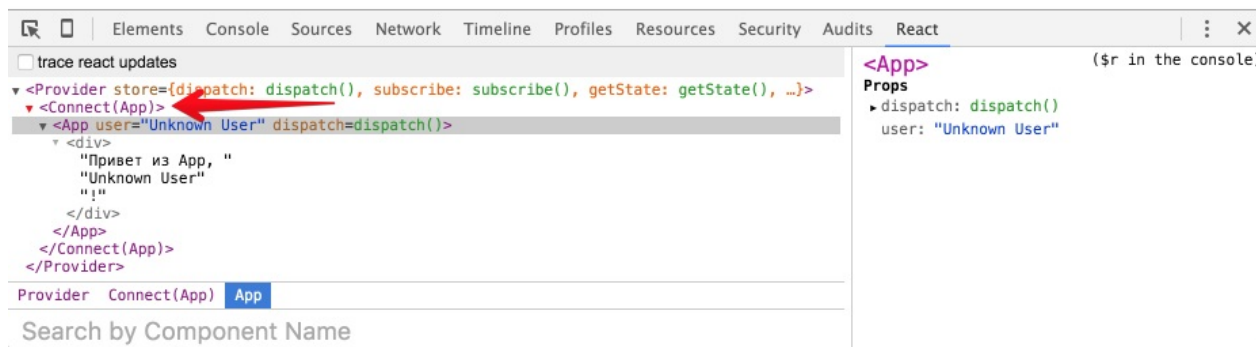 Elements Console Sources Network Timeline Profiles Resources Security Audits React
trace react updates
<Provider store={dispatch: dispatch(), subscribe: subscribe(), getState: getState(), …}>
<Connect(App)>
<App user="Unknown User" dispatch=dispatch()>
<div>
"Привет из App, "
"Unknown User"
"!"
</div>
</App>
</Connect(App)>
</Provider>
Provider Connect(App) App
Search by Component Name
<App> ($r in the console)
Props
dispatch: dispatch()
user: "Unknown User"